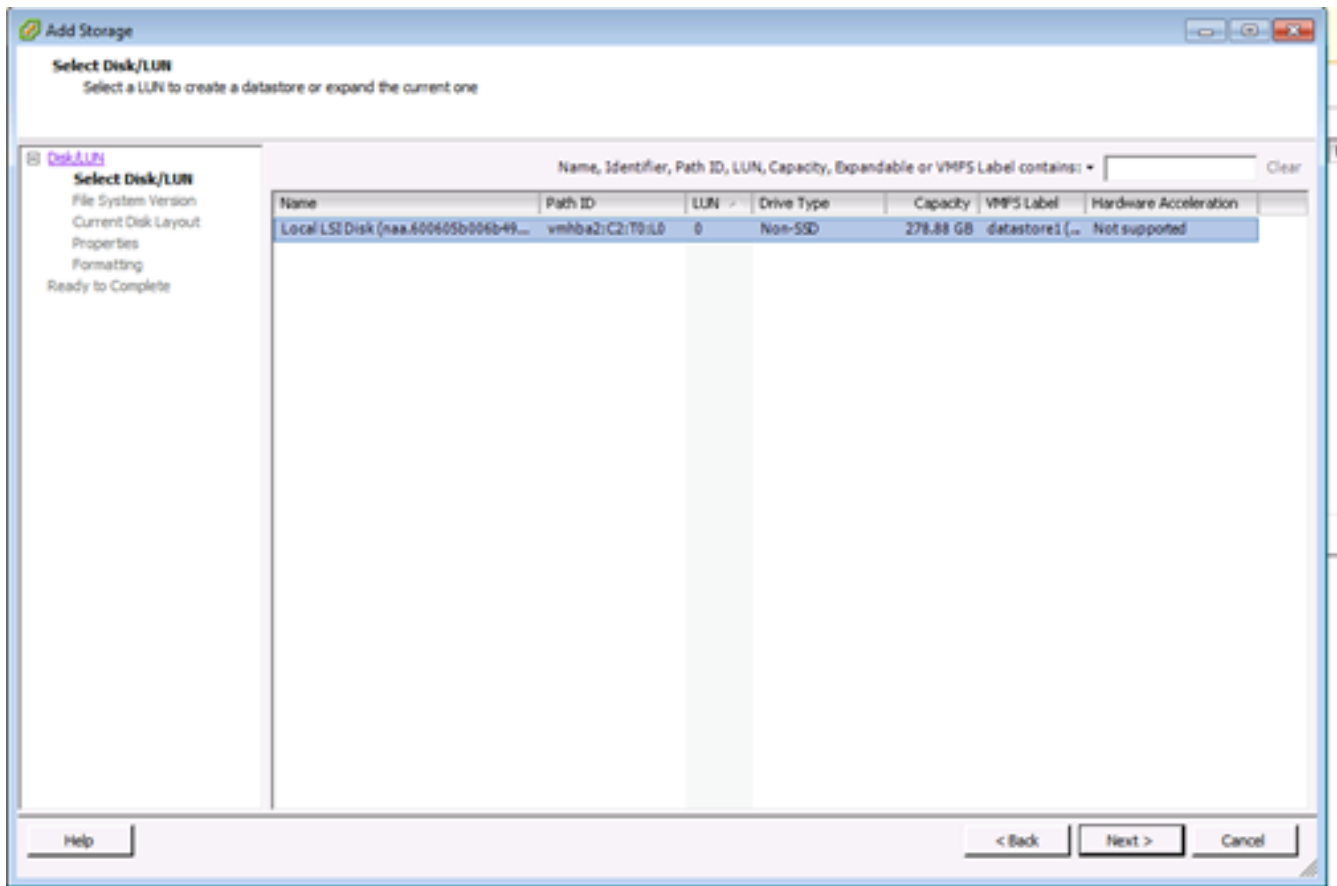 Add Storage
Select Disk/LUN
Select a LUN to create a datastore or expand the current one
Disk/LUN
Select Disk/LUN
File System Version
Current Disk Layout
Properties
Formatting
Ready to Complete
Name, Identifier, Path ID, LUN, Capacity, Expandable or VMFS Label contains: Clear
Name Path ID LUN Drive Type Capacity VMFS Label Hardware Acceleration
Local LSI Disk (naa.600605b006b49... vmhba2:C2:T0:L0 0 Non-SSD 278.88 GB datastore1 (... Not supported
Help < Back Next > Cancel